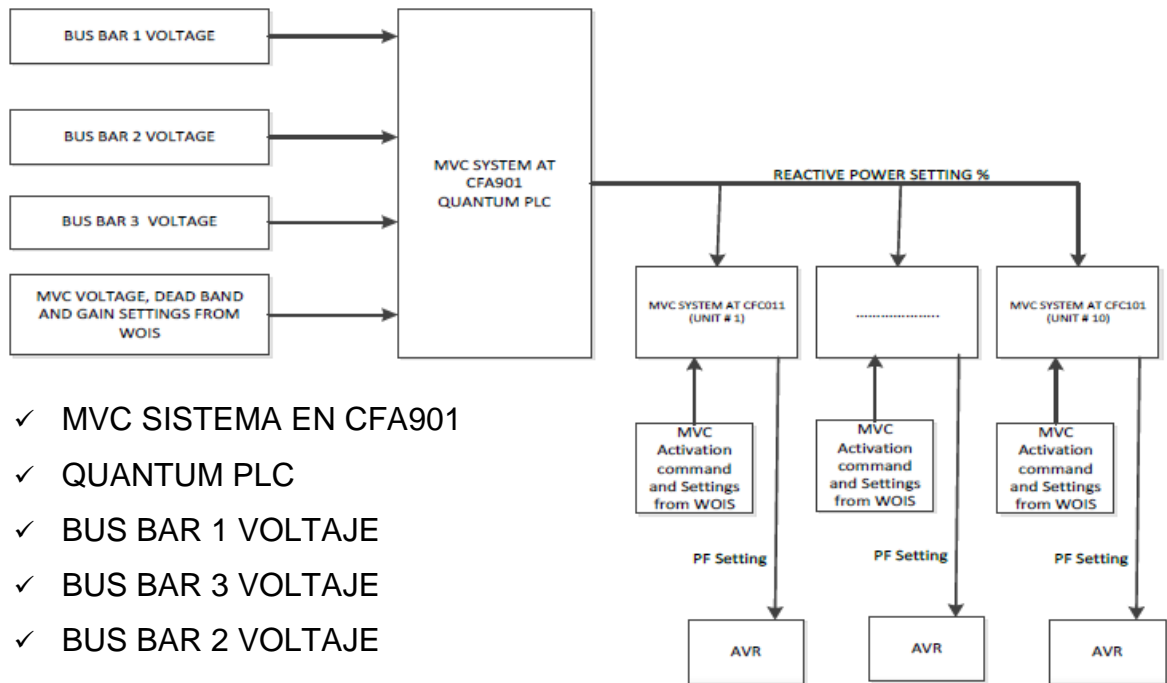 BUS BAR 1 VOLTAGE
BUS BAR 2 VOLTAGE
BUS BAR 3 VOLTAGE
MVC VOLTAGE, DEAD BAND
AND GAIN SETTINGS FROM
WOIS
MVC SYSTEM AT
CFA901
QUANTUM PLC
REACTIVE POWER SETTING %
MVC SYSTEM AT CFC011
(UNIT # 1)
......................
MVC SYSTEM AT CFC101
(UNIT # 10)
MVC
Activation
command
and Settings
from WOIS
MVC
Activation
command
and Settings
from WOIS
MVC
Activation
command
and Settings
from WOIS
PF Setting
PF Setting
PF Setting
AVR
AVR
AVR
✓ MVC SISTEMA EN CFA901
✓ QUANTUM PLC
✓ BUS BAR 1 VOLTAJE
✓ BUS BAR 3 VOLTAJE
✓ BUS BAR 2 VOLTAJE